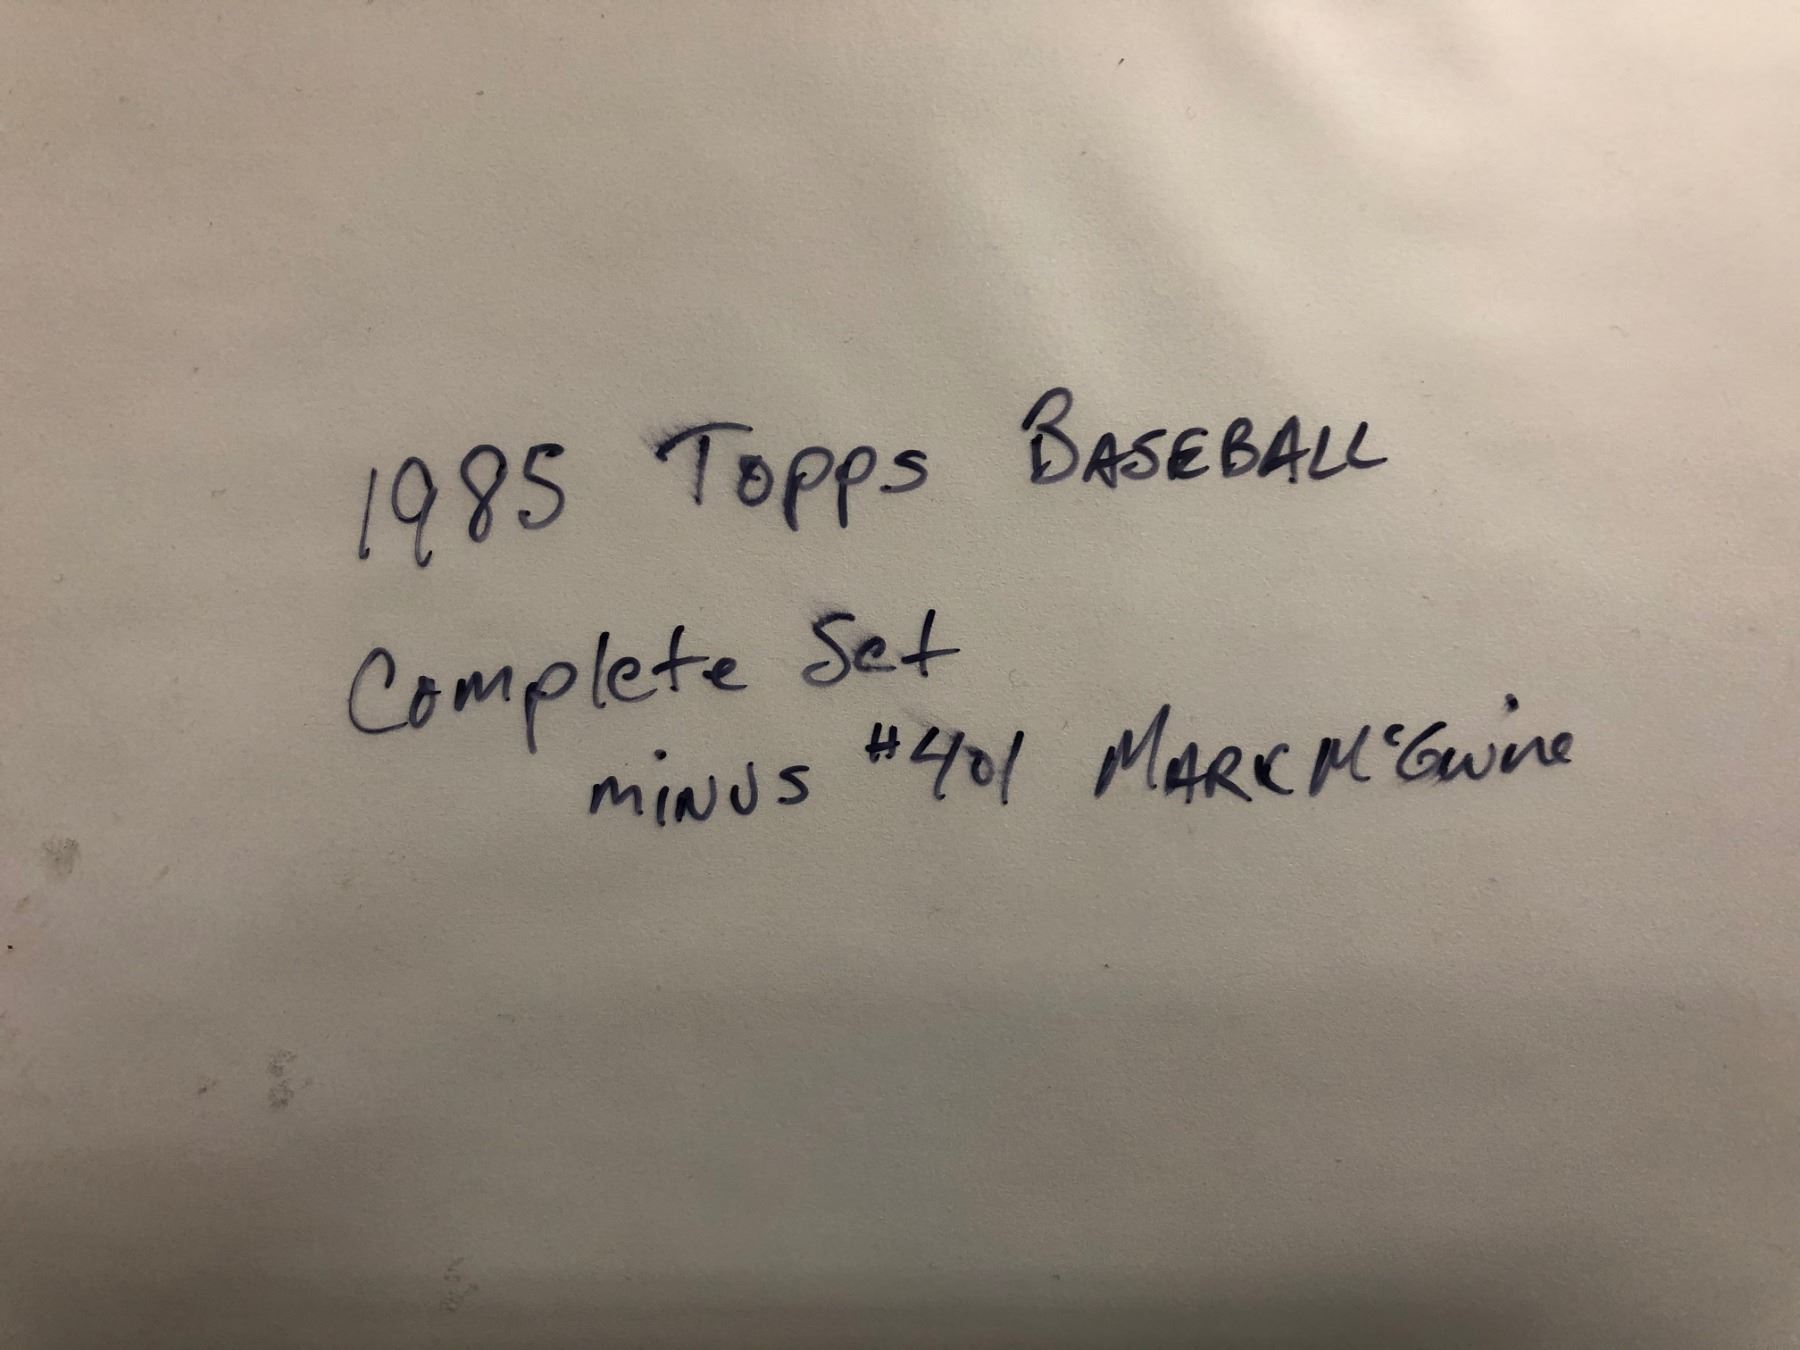 1985 Topps BASEBALL
Complete Set
minus #401 MARK McGwire